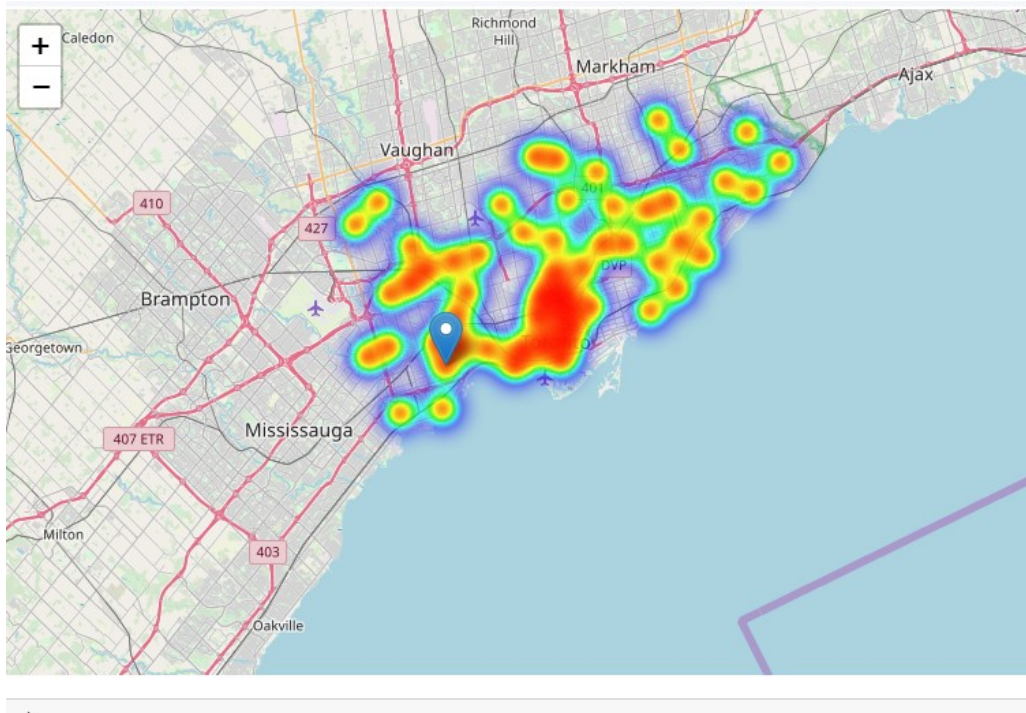 Richmond
Hill
+
Caledon
−
Markham
Ajax
Vaughan
401
410
427
DVP
Brampton
Georgetown
Mississauga
407 ETR
Milton
403
Oakville